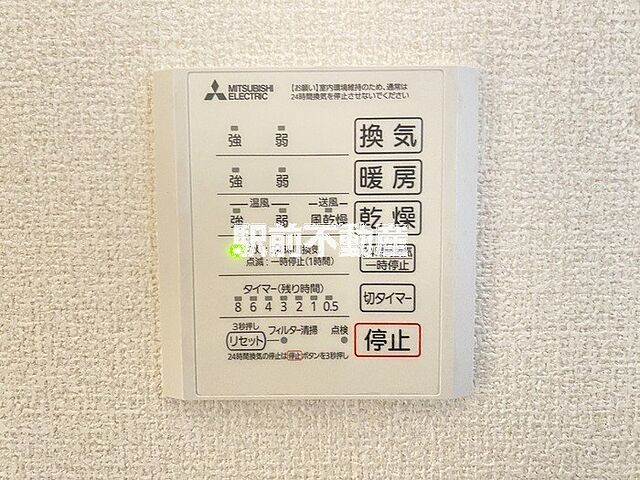 MITSUBISHI ELECTRIC
【お願い】室内環境維持のため、通常は
24時間換気を停止させないでください
強 弱 換気
強 弱 暖房
温風 送風
強 弱 風乾燥 乾燥
駅前不動産
点滅：一時停止(1時間) 一時停止
タイマー(残り時間)
8 6 4 3 2 1 0.5 切タイマー
3秒押し
リセット フィルター清掃 点検 停止
24時間換気の停止は停止ボタンを3秒押し